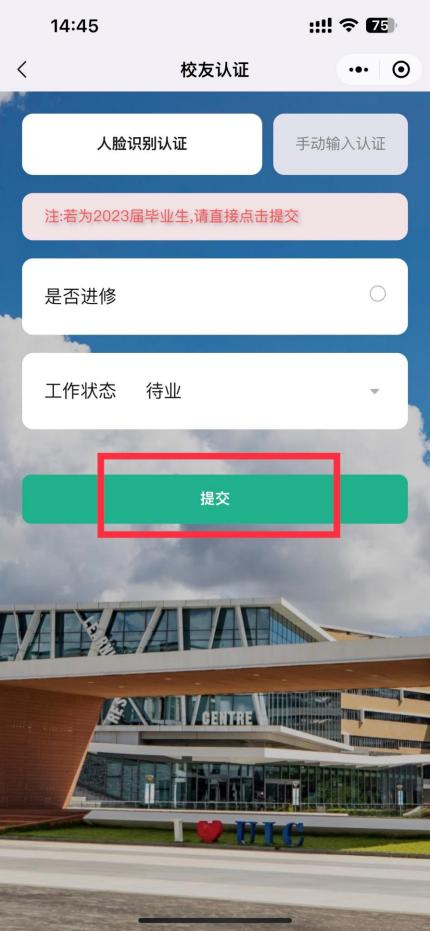 14:45
75
校友认证
人脸识别认证
手动输入认证
注:若为2023届毕业生,请直接点击提交
是否进修
工作状态 待业
提交
LEARNING
RES
CENTRE
I ❤ UIC